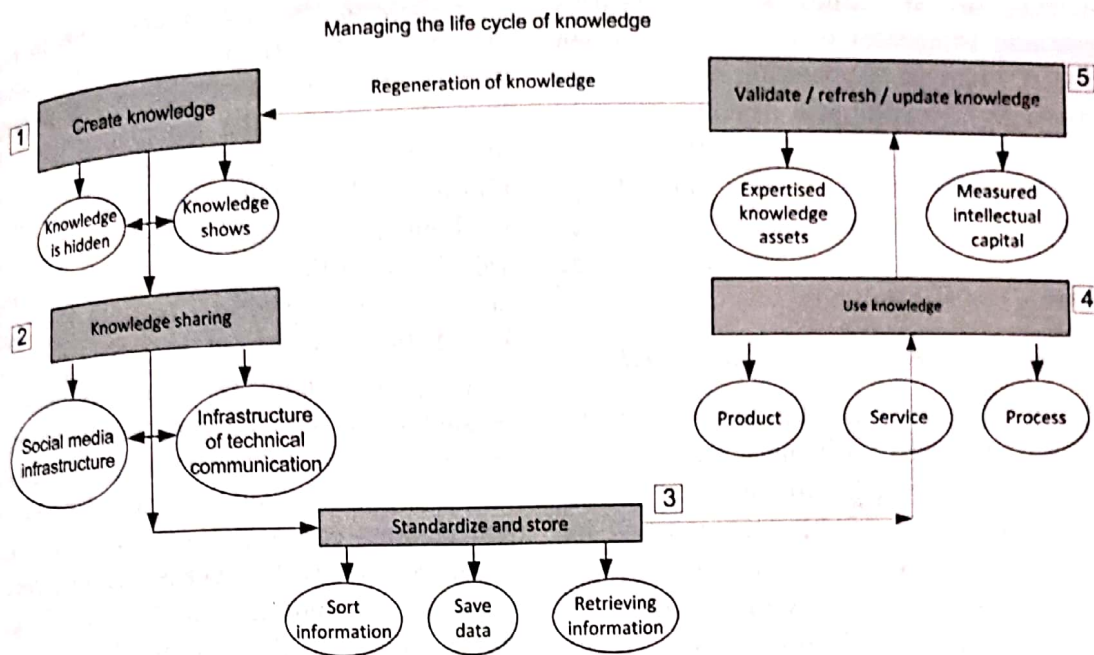 Managing the life cycle of knowledge
Regeneration of knowledge
1
Create knowledge
Knowledge
is hidden
Knowledge
shows
2
Knowledge sharing
Social media
infrastructure
Infrastructure
of technical
communication
3
Standardize and store
Sort
information
Save
data
Retrieving
information
4
Use knowledge
Product
Service
Process
5
Validate / refresh / update knowledge
Expertised
knowledge
assets
Measured
intellectual
capital